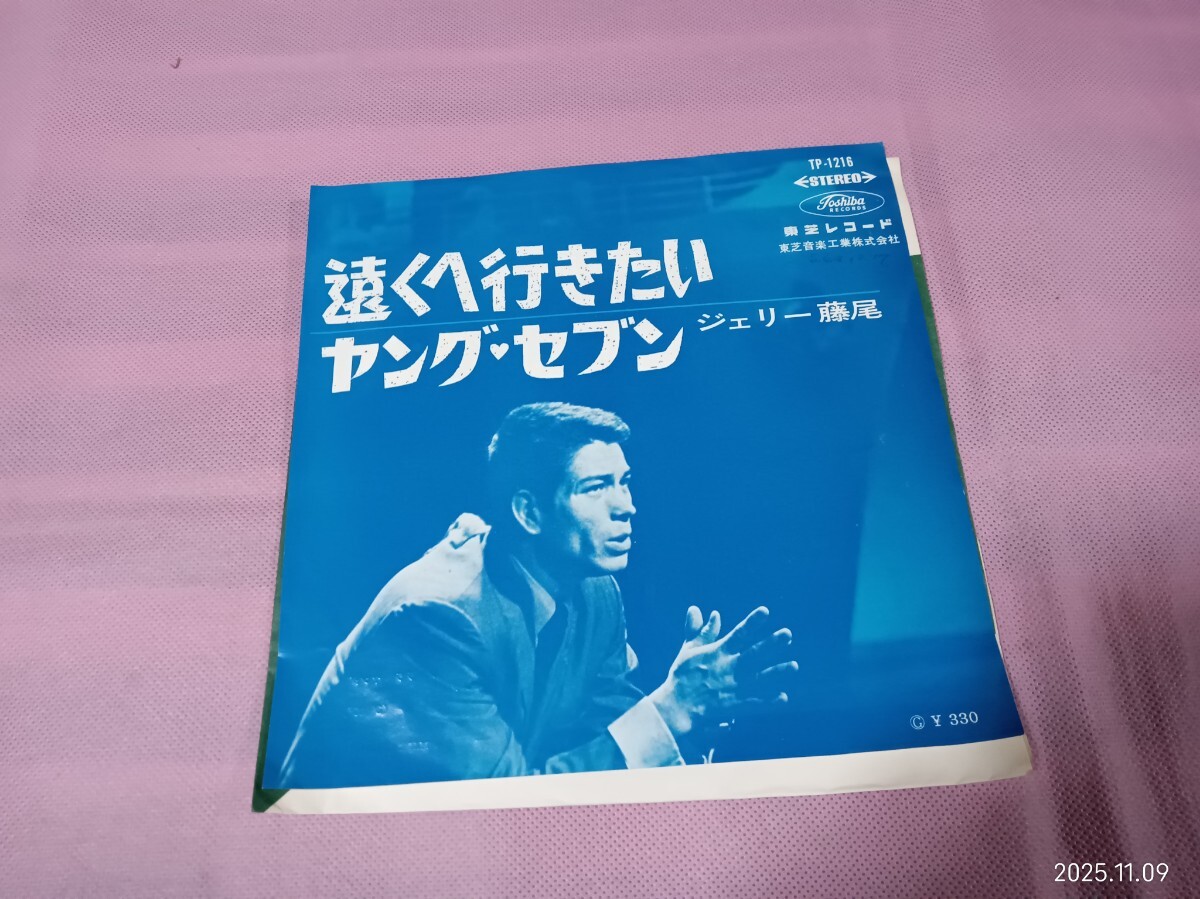 TP-1216
STEREO
Toshiba
RECORDS
東芝レコード
東芝音楽工業株式会社
遠くへ行きたい
ジェリー藤尾
ヤング♥セブン
Ⓒ ¥ 330
2025.11.09